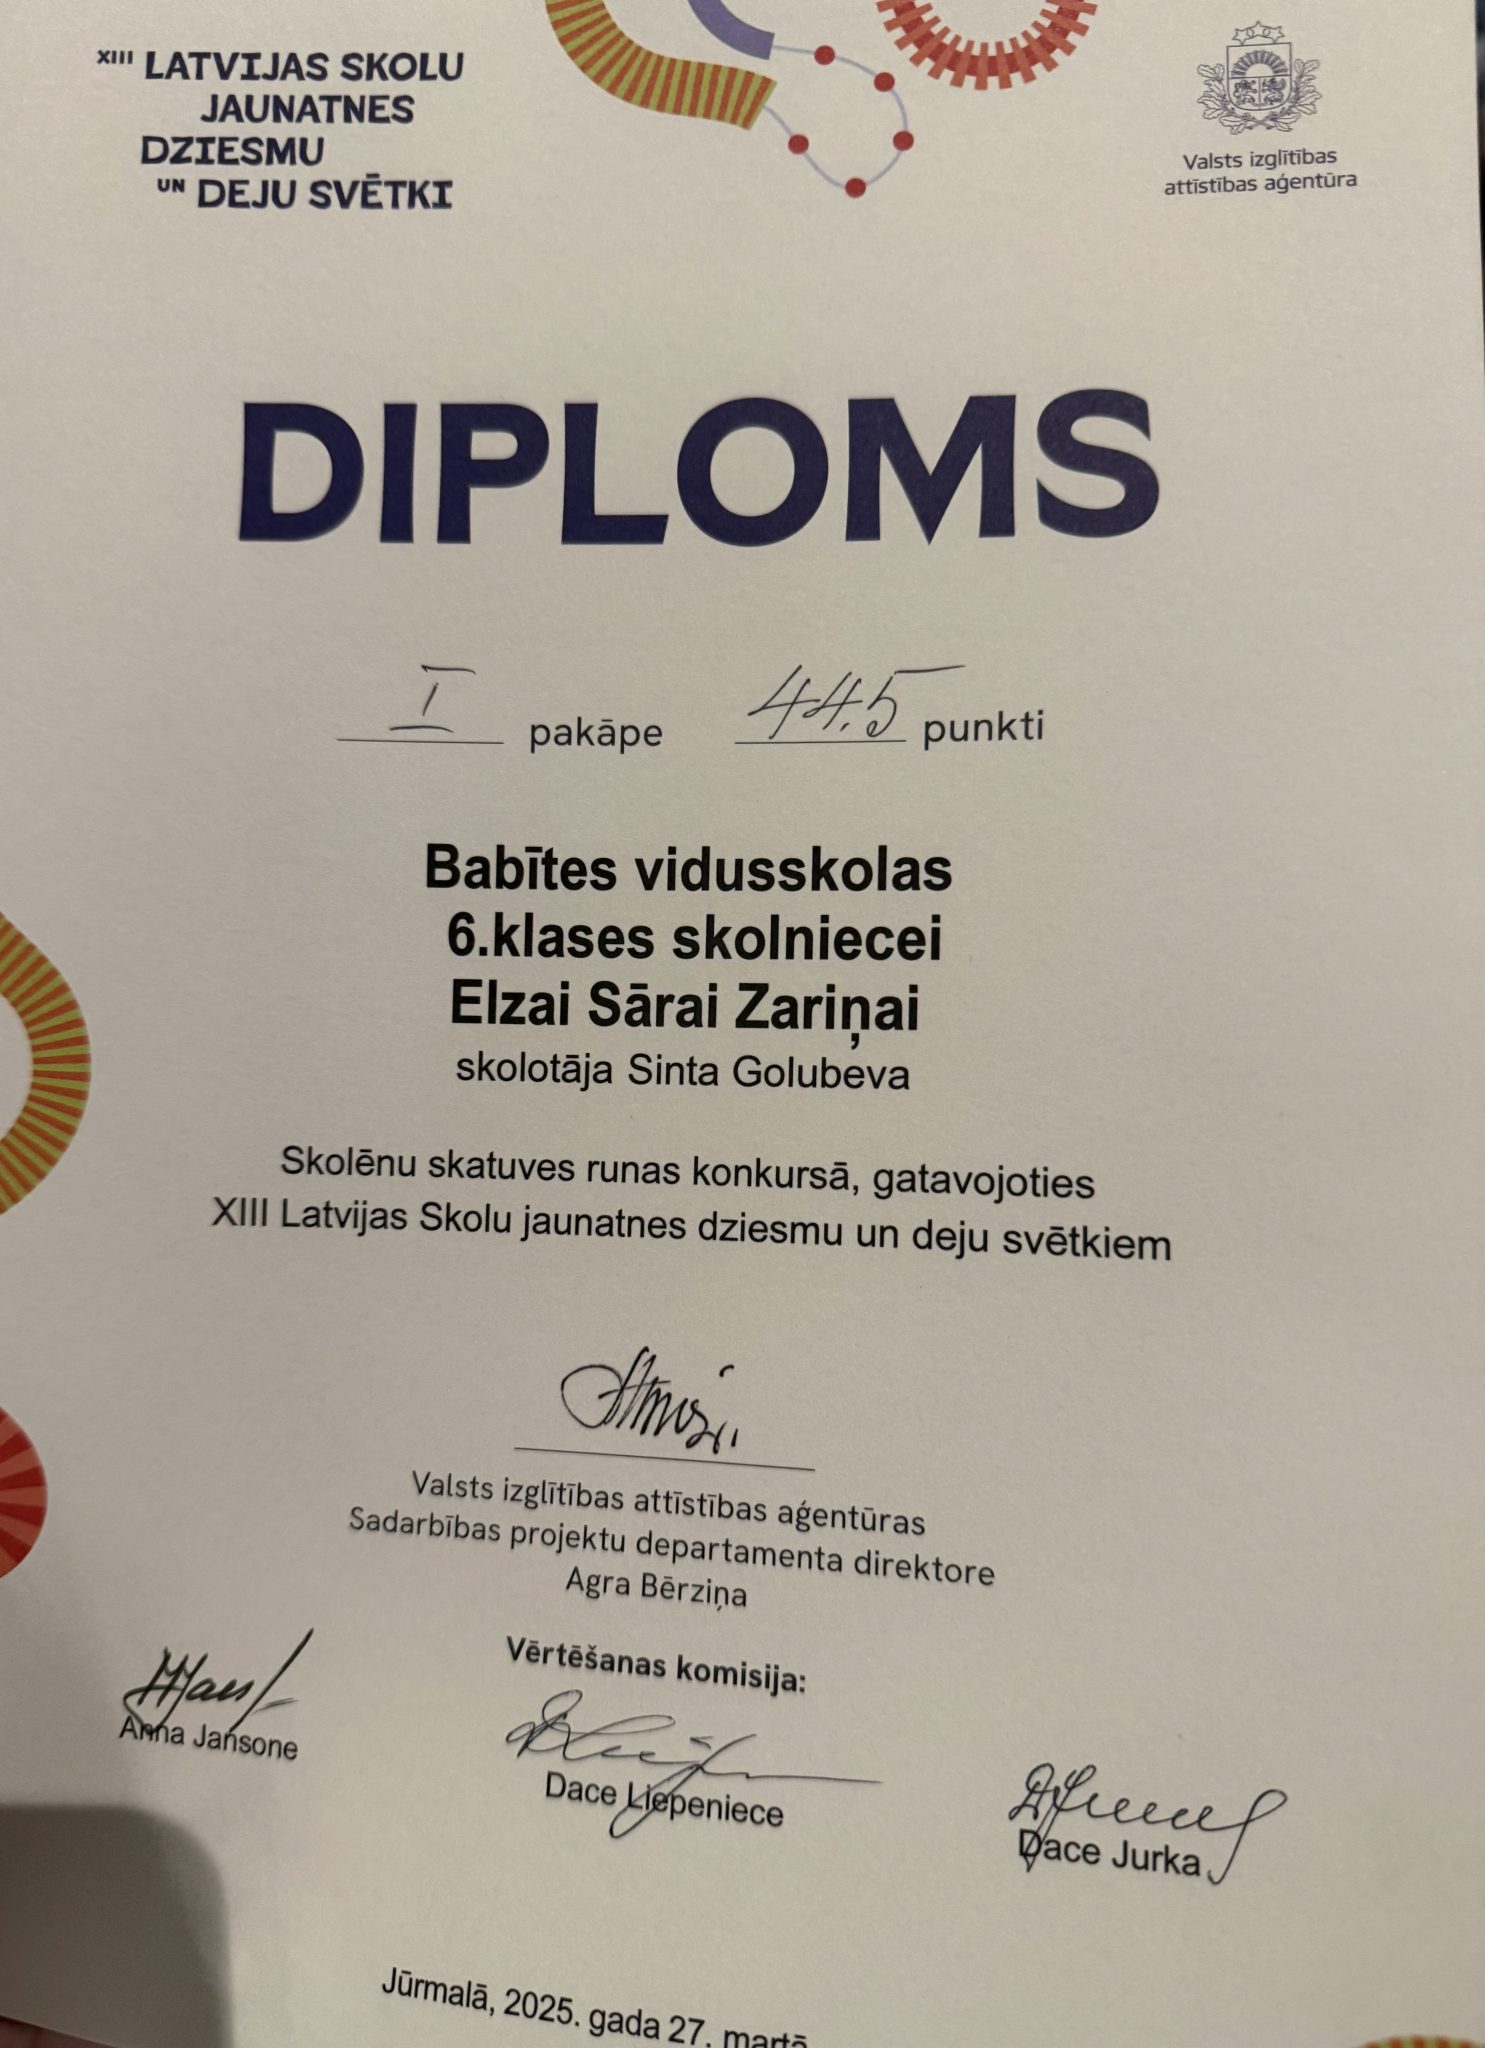 XIII LATVIJAS SKOLU
JAUNATNES
DZIESMU
UN DEJU SVĒTKI
Valsts izglītības
attīstības aģentūra
DIPLOMS
I pakāpe 44.5 punkti
Babītes vidusskolas
6.klases skolniecei
Elzai Sārai Zariņai
skolotāja Sinta Golubeva
Skolēnu skatuves runas konkursā, gatavojoties
XIII Latvijas Skolu jaunatnes dziesmu un deju svētkiem
Valsts izglītības attīstības aģentūras
Sadarbības projektu departamenta direktore
Agra Bērziņa
Vērtēšanas komisija:
Anna Jansone
Dace Liepeniece
Dace Jurka
Jūrmalā, 2025. gada 27. martā